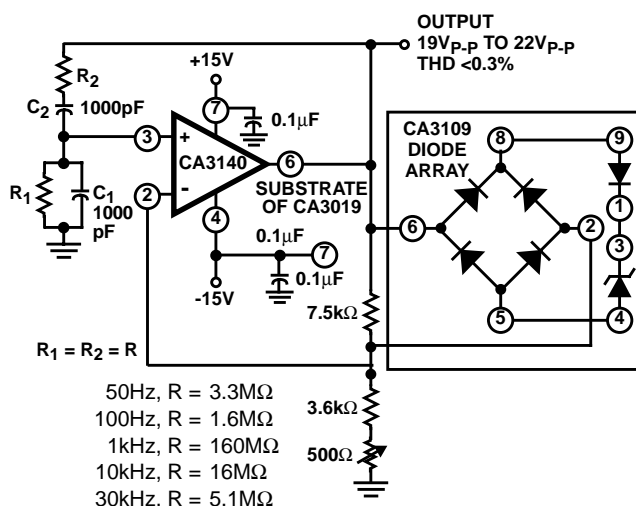 OUTPUT
19VP-P TO 22VP-P
THD <0.3%
+15V
R2
C2 1000pF
7
0.1μF
3
+
CA3140
6
2
-
SUBSTRATE
OF CA3019
R1
C1
1000
pF
4
0.1μF
7
0.1μF
-15V
CA3109
DIODE
ARRAY
8
9
1
6
2
3
5
4
7.5kΩ
R1 = R2 = R
50Hz, R = 3.3MΩ
100Hz, R = 1.6MΩ
1kHz, R = 160MΩ
10kHz, R = 16MΩ
30kHz, R = 5.1MΩ
3.6kΩ
500Ω